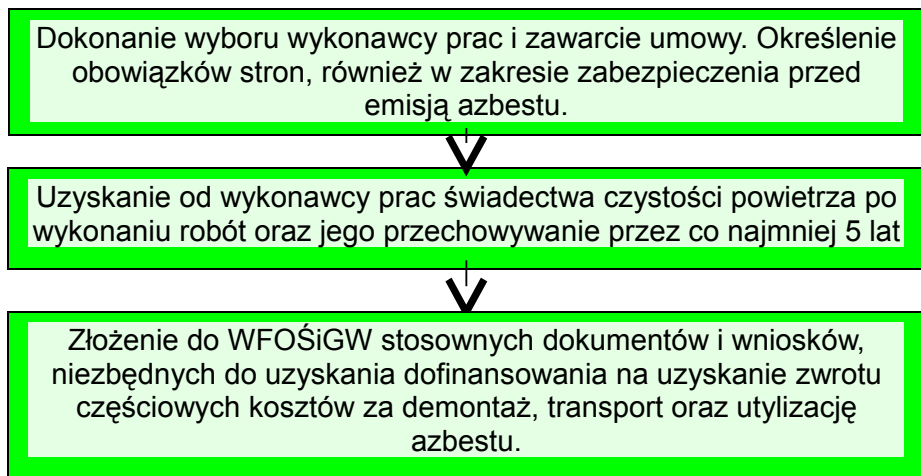 Dokonanie wyboru wykonawcy prac i zawarcie umowy. Określenie
obowiązków stron, również w zakresie zabezpieczenia przed
emisją azbestu.
Uzyskanie od wykonawcy prac świadectwa czystości powietrza po
wykonaniu robót oraz jego przechowywanie przez co najmniej 5 lat
Złożenie do WFOŚiGW stosownych dokumentów i wniosków,
niezbędnych do uzyskania dofinansowania na uzyskanie zwrotu
częściowych kosztów za demontaż, transport oraz utylizację
azbestu.